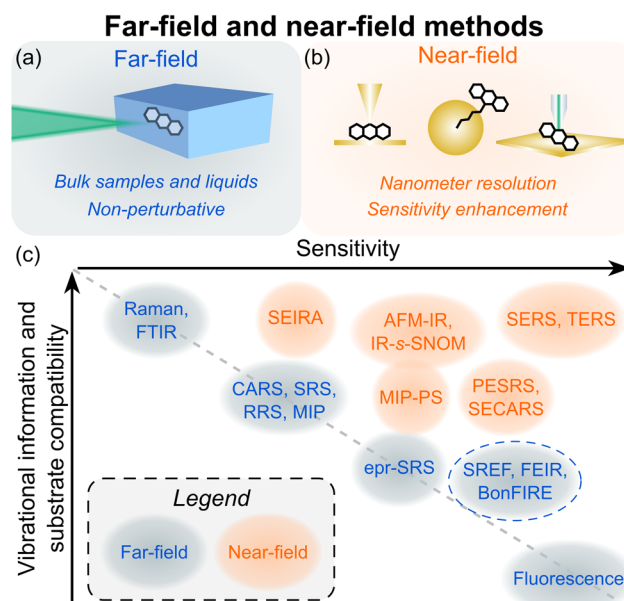 Far-field and near-field methods
(a)
Far-field
Bulk samples and liquids
Non-perturbative
(b)
Near-field
Nanometer resolution
Sensitivity enhancement
(c)
Sensitivity
Vibrational information and
substrate compatibility
Raman,
FTIR
SEIRA
AFM-IR,
IR-s-SNOM
SERS, TERS
CARS, SRS,
RRS, MIP
MIP-PS
PESRS,
SECARS
epr-SRS
SREF, FEIR,
BonFIRE
Fluorescence
Legend
Far-field
Near-field